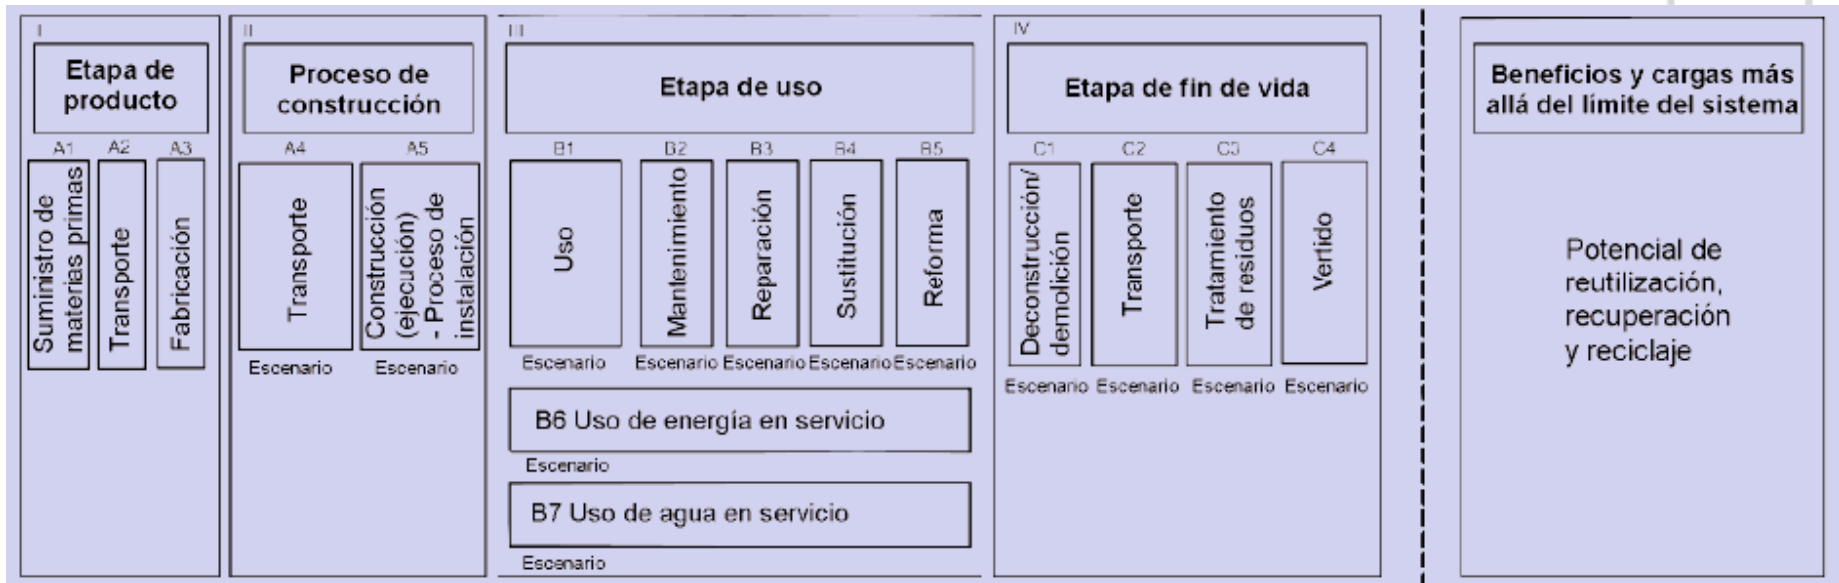 I
Etapa de
producto
A1
A2
A3
Suministro de
materias primas
Transporte
Fabricación
II
Proceso de
construcción
A4
A5
Transporte
Construcción
(ejecución)
- Proceso de
instalación
Escenario
Escenario
III
Etapa de uso
B1
B2
B3
B4
B5
Uso
Mantenimiento
Reparación
Sustitución
Reforma
Escenario
Escenario
Escenario
Escenario
Escenario
B6 Uso de energía en servicio
Escenario
B7 Uso de agua en servicio
Escenario
IV
Etapa de fin de vida
C1
C2
C3
C4
Deconstrucción/
demolición
Transporte
Tratamiento
de residuos
Vertido
Escenario
Escenario
Escenario
Escenario
Beneficios y cargas más
allá del límite del sistema
Potencial de
reutilización,
recuperación
y reciclaje